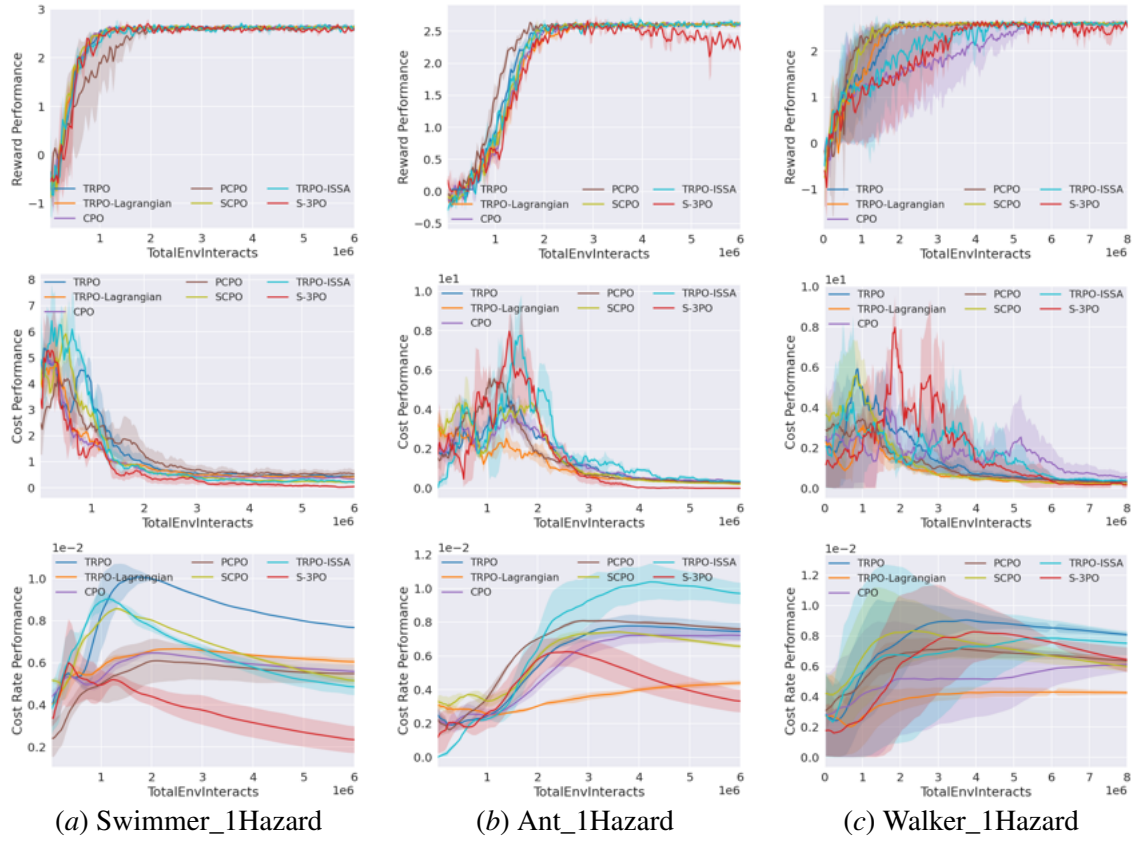 3
2
1
0
−1
Reward Performance
TRPO
TRPO-Lagrangian
CPO
PCPO
SCPO
TRPO-ISSA
S-3PO
1 2 3 4 5 6
TotalEnvInteracts
1e6
2.5
2.0
1.5
1.0
0.5
0.0
−0.5
Reward Performance
TRPO
TRPO-Lagrangian
CPO
PCPO
SCPO
TRPO-ISSA
S-3PO
1 2 3 4 5 6
TotalEnvInteracts
1e6
2
1
0
−1
Reward Performance
TRPO
TRPO-Lagrangian
CPO
PCPO
SCPO
TRPO-ISSA
S-3PO
0 1 2 3 4 5 6 7 8
TotalEnvInteracts
1e6
8
7
6
5
4
3
2
1
0
Cost Performance
TRPO
TRPO-Lagrangian
CPO
PCPO
SCPO
TRPO-ISSA
S-3PO
1 2 3 4 5 6
TotalEnvInteracts
1e6
1e1
1.0
0.8
0.6
0.4
0.2
0.0
Cost Performance
TRPO
TRPO-Lagrangian
CPO
PCPO
SCPO
TRPO-ISSA
S-3PO
1 2 3 4 5 6
TotalEnvInteracts
1e6
1e1
1.0
0.8
0.6
0.4
0.2
0.0
Cost Performance
TRPO
TRPO-Lagrangian
CPO
PCPO
SCPO
TRPO-ISSA
S-3PO
0 1 2 3 4 5 6 7 8
TotalEnvInteracts
1e6
1e−2
1.0
0.8
0.6
0.4
0.2
Cost Rate Performance
TRPO
TRPO-Lagrangian
CPO
PCPO
SCPO
TRPO-ISSA
S-3PO
1 2 3 4 5 6
TotalEnvInteracts
1e6
1e−2
1.2
1.0
0.8
0.6
0.4
0.2
0.0
Cost Rate Performance
TRPO
TRPO-Lagrangian
CPO
PCPO
SCPO
TRPO-ISSA
S-3PO
1 2 3 4 5 6
TotalEnvInteracts
1e6
1e−2
1.2
1.0
0.8
0.6
0.4
0.2
0.0
Cost Rate Performance
TRPO
TRPO-Lagrangian
CPO
PCPO
SCPO
TRPO-ISSA
S-3PO
0 1 2 3 4 5 6 7 8
TotalEnvInteracts
1e6
(a) Swimmer_1Hazard
(b) Ant_1Hazard
(c) Walker_1Hazard